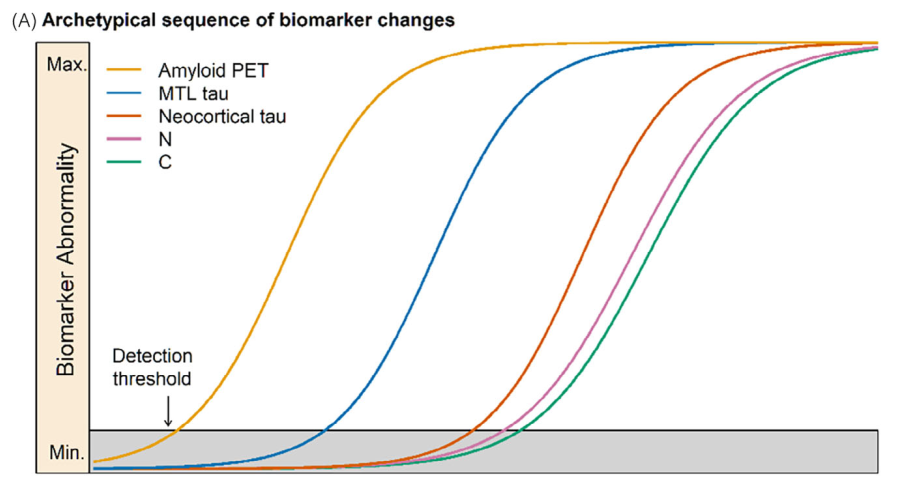 (A) Archetypical sequence of biomarker changes
Max.
Amyloid PET
MTL tau
Neocortical tau
N
C
Biomarker Abnormality
Detection
threshold
Min.